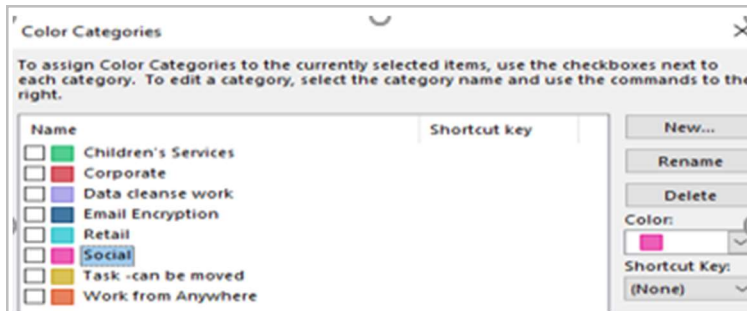 Color Categories
To assign Color Categories to the currently selected items, use the checkboxes next to
each category. To edit a category, select the category name and use the commands to the
right.
Name Shortcut key
Children's Services
Corporate
Data cleanse work
Email Encryption
Retail
Social
Task -can be moved
Work from Anywhere
New...
Rename
Delete
Color:
Shortcut Key:
(None)